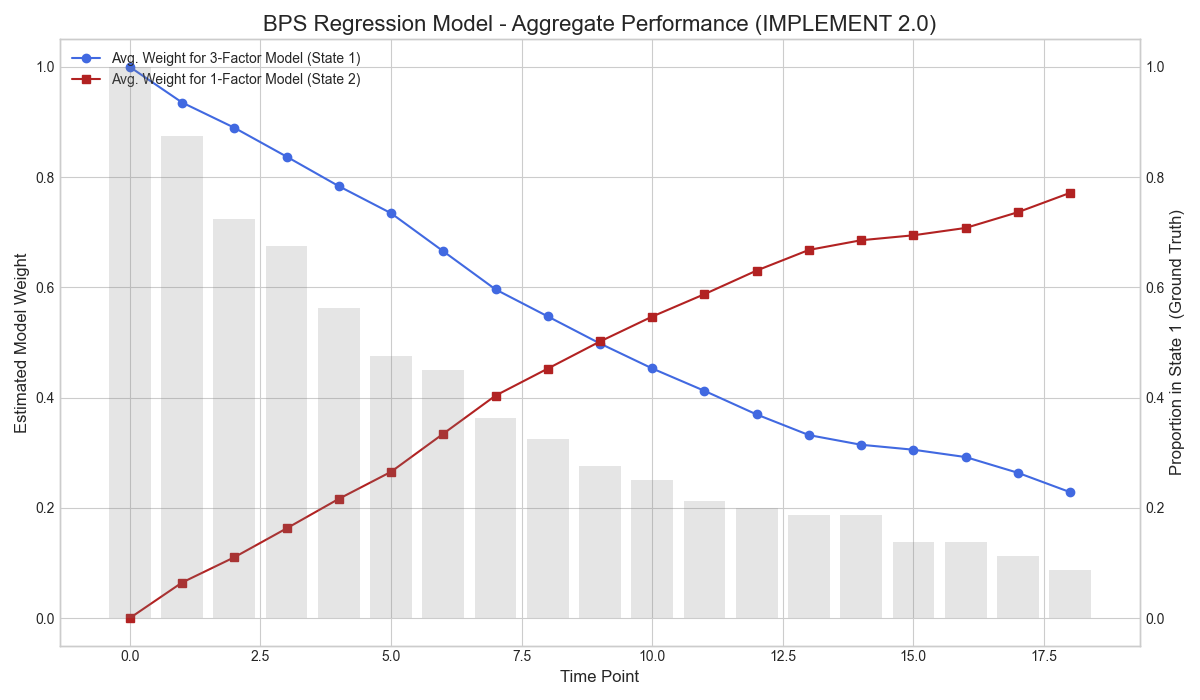 BPS Regression Model - Aggregate Performance (IMPLEMENT 2.0)
Avg. Weight for 3-Factor Model (State 1)
Avg. Weight for 1-Factor Model (State 2)
Estimated Model Weight
1.0
0.8
0.6
0.4
0.2
0.0
1.0
0.8
0.6
0.4
0.2
0.0
Proportion in State 1 (Ground Truth)
0.0 2.5 5.0 7.5 10.0 12.5 15.0 17.5
Time Point